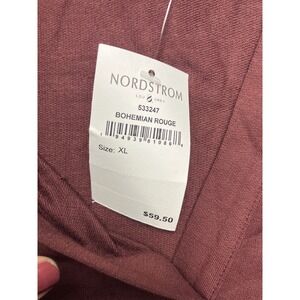 NORDSTROM
533247
BOHEMIAN ROUGE
Size: XL
$59.50